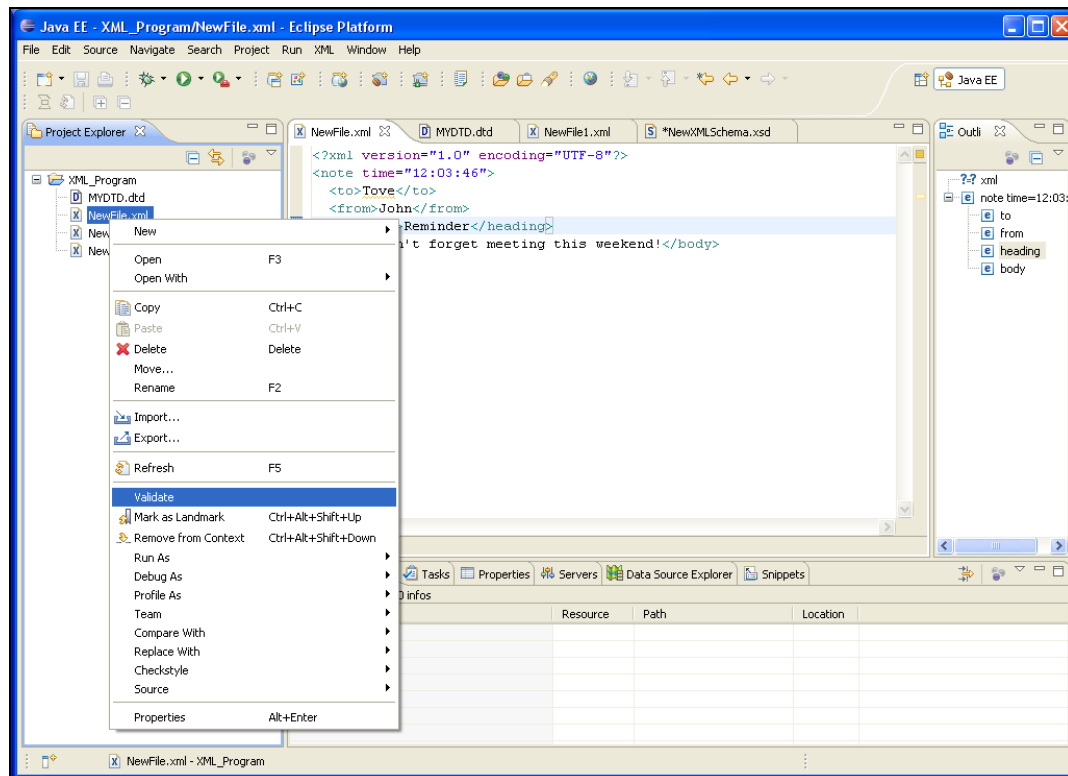 Java EE - XML_Program/NewFile.xml - Eclipse Platform
File Edit Source Navigate Search Project Run XML Window Help
Java EE
Project Explorer
NewFile.xml MYDTD.dtd NewFile1.xml *NewXMLSchema.xsd
Outli
XML_Program
MYDTD.dtd
NewFile.xml
New
New
<?xml version="1.0" encoding="UTF-8"?>
<note time="12:03:46">
<to>Tove</to>
<from>John</from>
>Reminder</heading>
n't forget meeting this weekend!</body>
?=? xml
e note time=12:03:
e to
e from
e heading
e body
New
Open F3
Open With
Copy Ctrl+C
Paste Ctrl+V
Delete Delete
Move...
Rename F2
Import...
Export...
Refresh F5
Validate
Mark as Landmark Ctrl+Alt+Shift+Up
Remove from Context Ctrl+Alt+Shift+Down
Run As
Debug As
Profile As
Team
Compare With
Replace With
Checkstyle
Source
Properties Alt+Enter
Tasks Properties Servers Data Source Explorer Snippets
0 infos
Resource Path Location
NewFile.xml - XML_Program